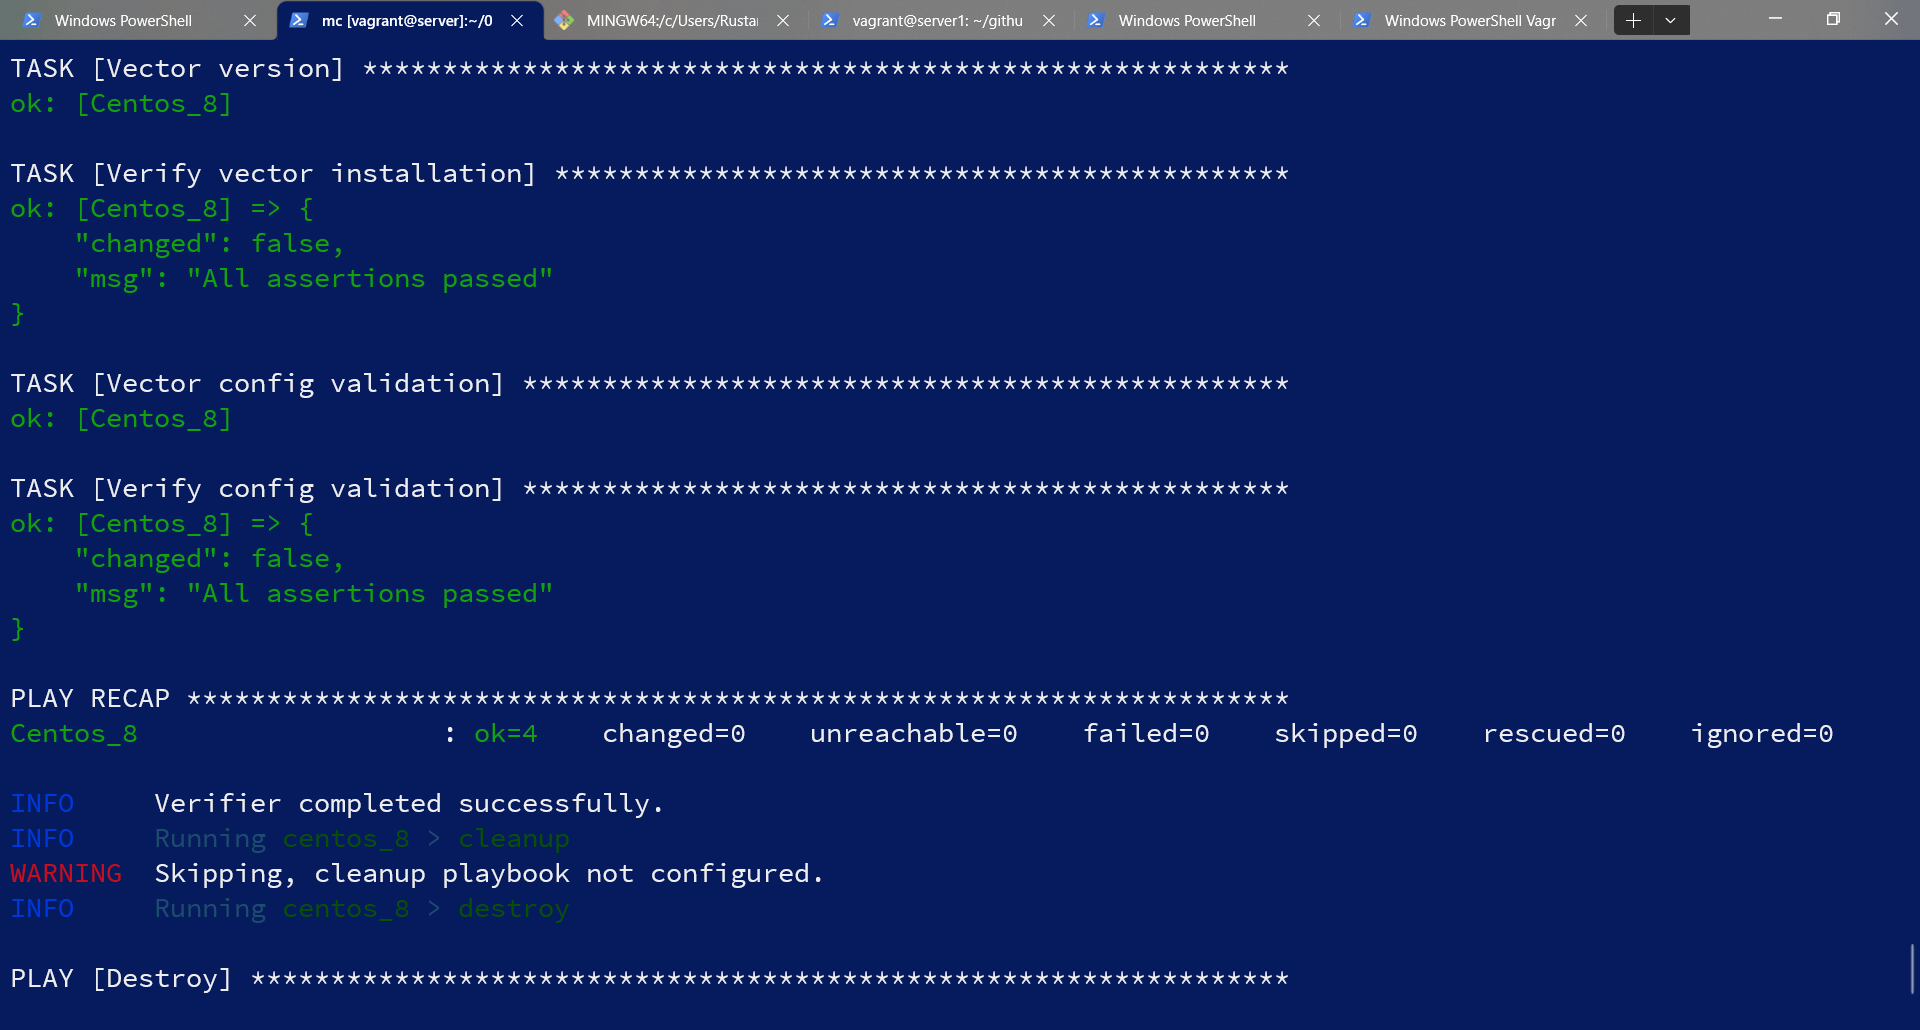 Windows PowerShell
mc [vagrant@server]:~/0
MINGW64:/c/Users/Rusta
vagrant@server1: ~/githu
Windows PowerShell
Windows PowerShell Vagr
TASK [Vector version] **********************************************************
ok: [Centos_8]
TASK [Verify vector installation] **********************************************
ok: [Centos_8] => {
    "changed": false,
    "msg": "All assertions passed"
}
TASK [Vector config validation] ************************************************
ok: [Centos_8]
TASK [Verify config validation] ************************************************
ok: [Centos_8] => {
    "changed": false,
    "msg": "All assertions passed"
}
PLAY RECAP *********************************************************************
Centos_8                   : ok=4    changed=0    unreachable=0    failed=0    skipped=0    rescued=0    ignored=0
INFO     Verifier completed successfully.
INFO     Running centos_8 > cleanup
WARNING  Skipping, cleanup playbook not configured.
INFO     Running centos_8 > destroy
PLAY [Destroy] *****************************************************************